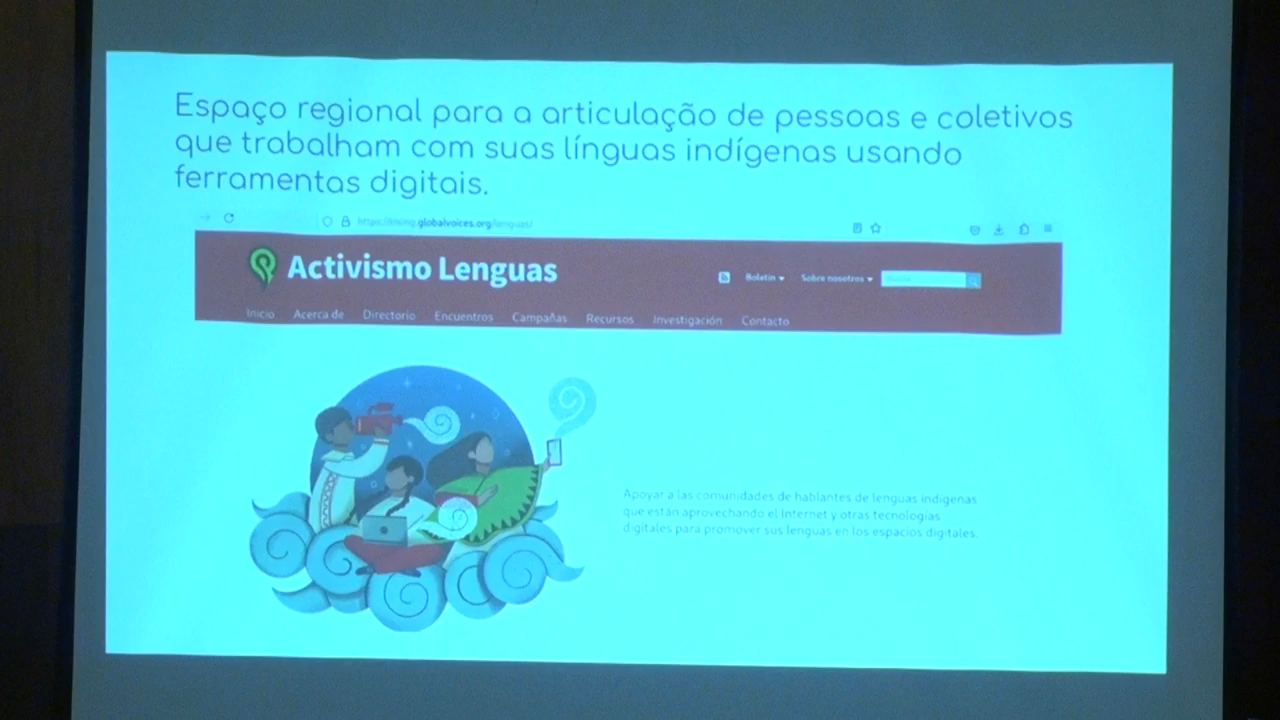 Espaço regional para a articulação de pessoas e coletivos
que trabalham com suas línguas indígenas usando
ferramentas digitais.
https://rising.globalvoices.org/lenguas/
Activismo Lenguas
Boletín
Sobre nosotros
Inicio Acerca de Directorio Encuentros Campañas Recursos Investigación Contacto
Apoyar a las comunidades de hablantes de lenguas indígenas
que están aprovechando el Internet y otras tecnologías
digitales para promover sus lenguas en los espacios digitales.